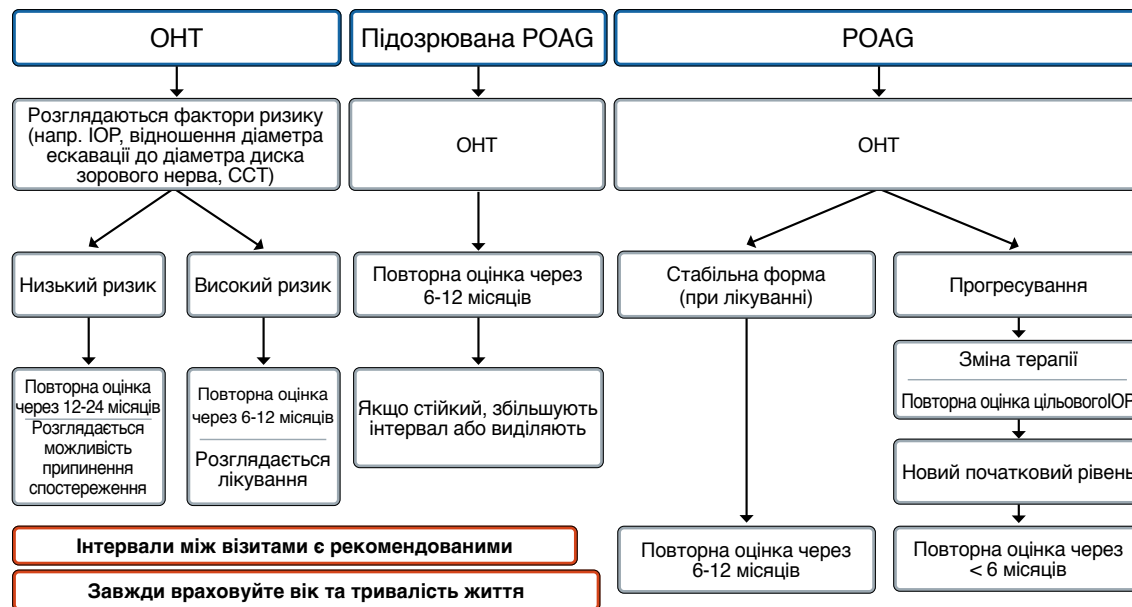 ОНТ
Підозрювана POAG
POAG
Розглядаються фактори ризику
(напр. IOP, відношення діаметра
ескавації до діаметра диска
зорового нерва, ССТ)
ОНТ
ОНТ
Низький ризик
Високий ризик
Повторна оцінка через
6-12 місяців
Стабільна форма
(при лікуванні)
Прогресування
Повторна оцінка
через 12-24 місяців
Розглядається
можливість
припинення
спостереження
Повторна оцінка
через 6-12 місяців
Розглядається
лікування
Якщо стійкий, збільшують
інтервал або виділяють
Зміна терапії
Повторна оцінка цільовогоIOP
Новий початковий рівень
Повторна оцінка через
6-12 місяців
Повторна оцінка через
< 6 місяців
Інтервали між візитами є рекомендованими
Завжди враховуйте вік та тривалість життя